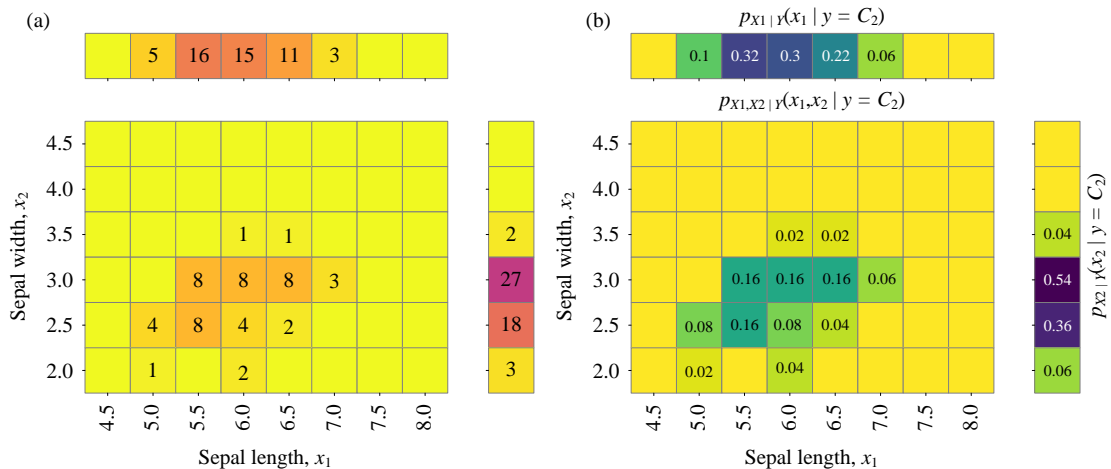 (a)
5 16 15 11 3
4.5
4.0
3.5 1 1 2
3.0 8 8 8 3 27
2.5 4 8 4 2 18
2.0 1 2 3
Sepal width, x₂
4.5 5.0 5.5 6.0 6.5 7.0 7.5 8.0
Sepal length, x₁
(b)
p_{X1 | Y}(x₁ | y = C₂)
0.1 0.32 0.3 0.22 0.06
p_{X1,X2 | Y}(x₁,x₂ | y = C₂)
4.5
4.0
3.5 0.02 0.02 0.04
3.0 0.16 0.16 0.16 0.06 0.54
2.5 0.08 0.16 0.08 0.04 0.36
2.0 0.02 0.04 0.06
Sepal width, x₂
p_{X2 | Y}(x₂ | y = C₂)
4.5 5.0 5.5 6.0 6.5 7.0 7.5 8.0
Sepal length, x₁